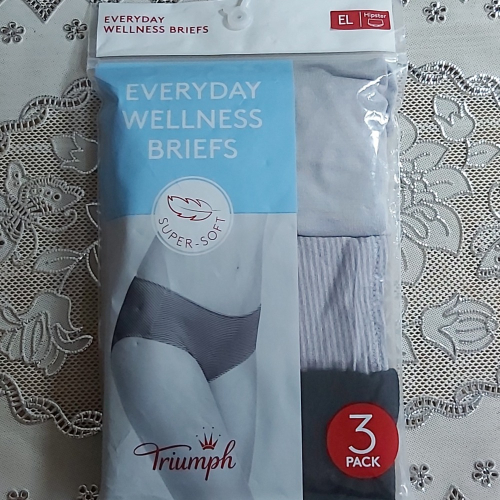 EVERYDAY
WELLNESS BRIEFS
EL Hipster
EVERYDAY
WELLNESS
BRIEFS
SUPER-SOFT
Triumph
3
PACK